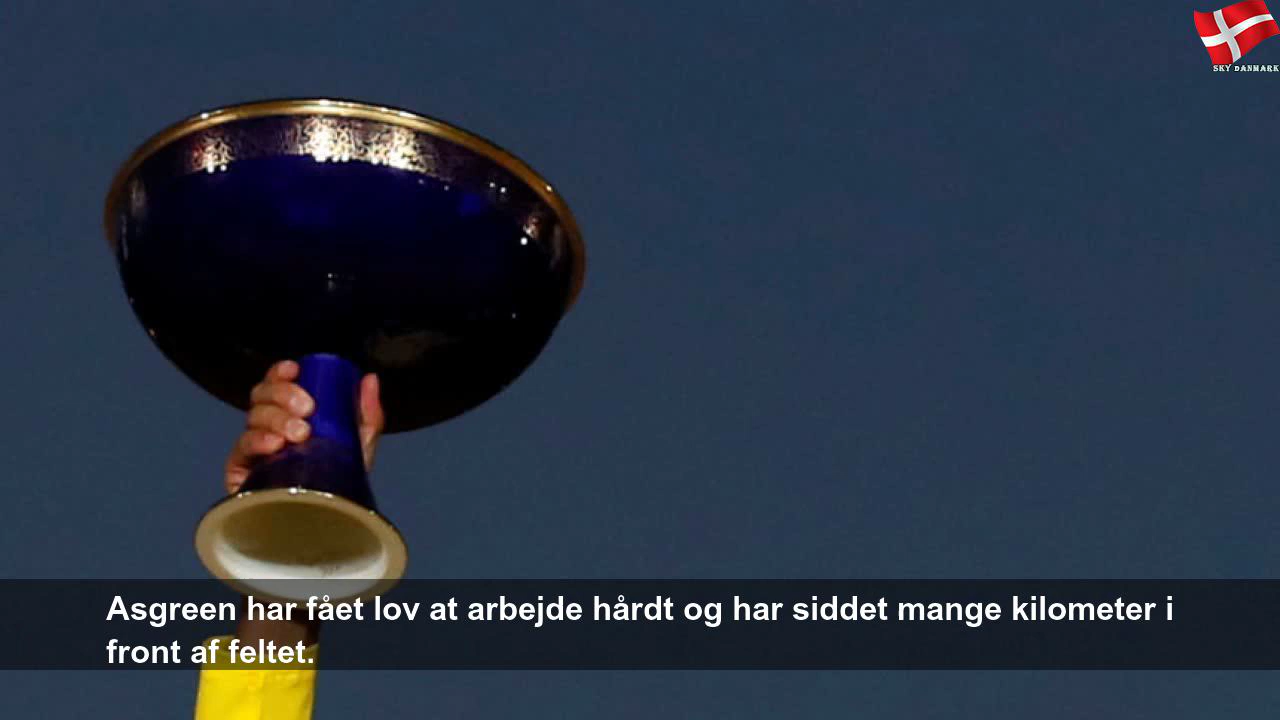 SKY DANMARK
Asgreen har fået lov at arbejde hårdt og har siddet mange kilometer i
front af feltet.